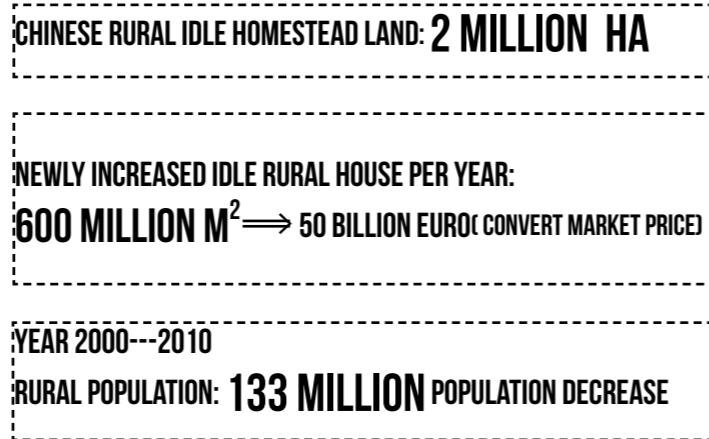 CHINESE RURAL IDLE HOMESTEAD LAND: 2 MILLION HA
NEWLY INCREASED IDLE RURAL HOUSE PER YEAR:
600 MILLION M² ⟹ 50 BILLION EURO( CONVERT MARKET PRICE)
YEAR 2000---2010
RURAL POPULATION: 133 MILLION POPULATION DECREASE